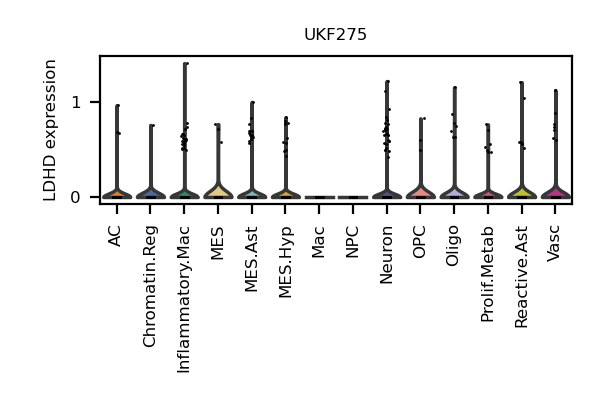 UKF275
LDHD expression
1
0
AC
Chromatin.Reg
Inflammatory.Mac
MES
MES.Ast
MES.Hyp
Mac
NPC
Neuron
OPC
Oligo
Prolif.Metab
Reactive.Ast
Vasc